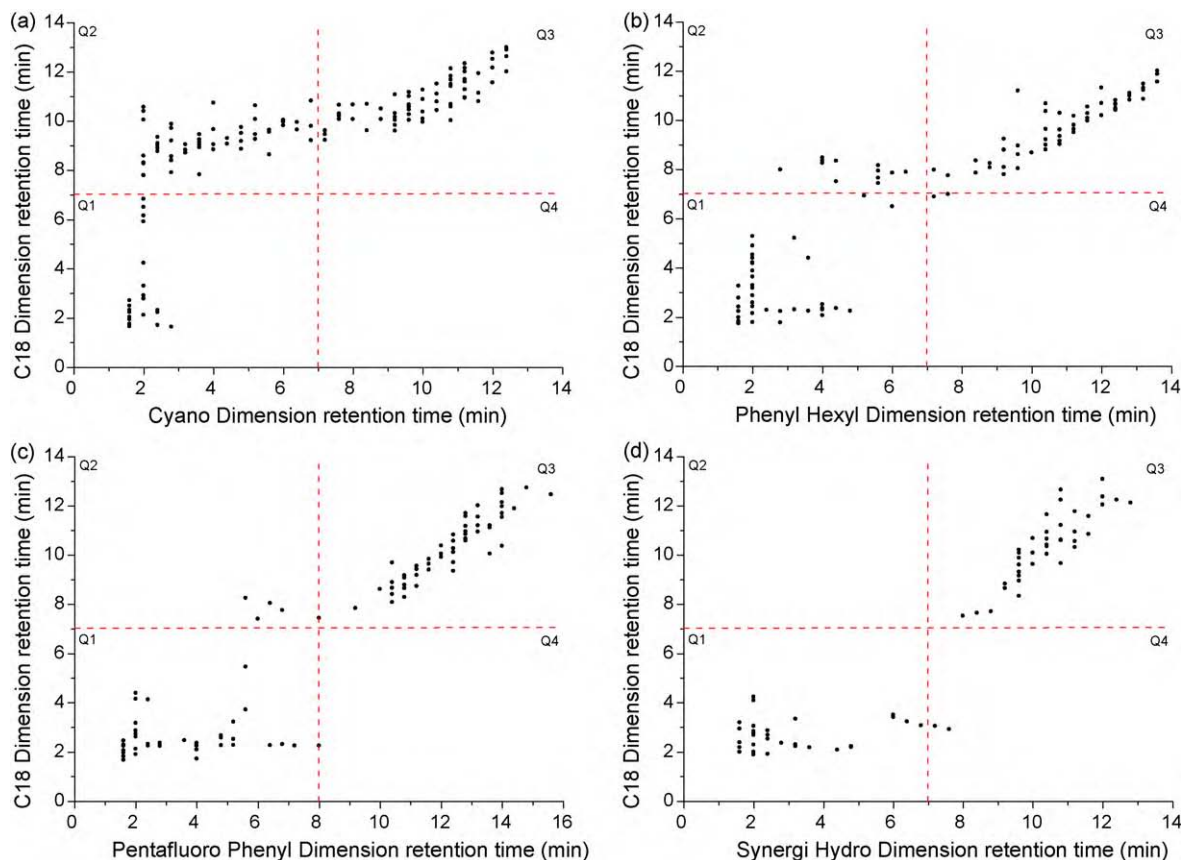 (a)
Q2
Q3
Q1
Q4
14
12
10
8
6
4
2
0
C18 Dimension retention time (min)
0 2 4 6 8 10 12 14
Cyano Dimension retention time (min)
(b)
Q2
Q3
Q1
Q4
14
12
10
8
6
4
2
0
C18 Dimension retention time (min)
0 2 4 6 8 10 12 14
Phenyl Hexyl Dimension retention time (min)
(c)
Q2
Q3
Q1
Q4
14
12
10
8
6
4
2
0
C18 Dimension retention time (min)
0 2 4 6 8 10 12 14 16
Pentafluoro Phenyl Dimension retention time (min)
(d)
Q2
Q3
Q1
Q4
14
12
10
8
6
4
2
0
C18 Dimension retention time (min)
0 2 4 6 8 10 12 14
Synergi Hydro Dimension retention time (min)